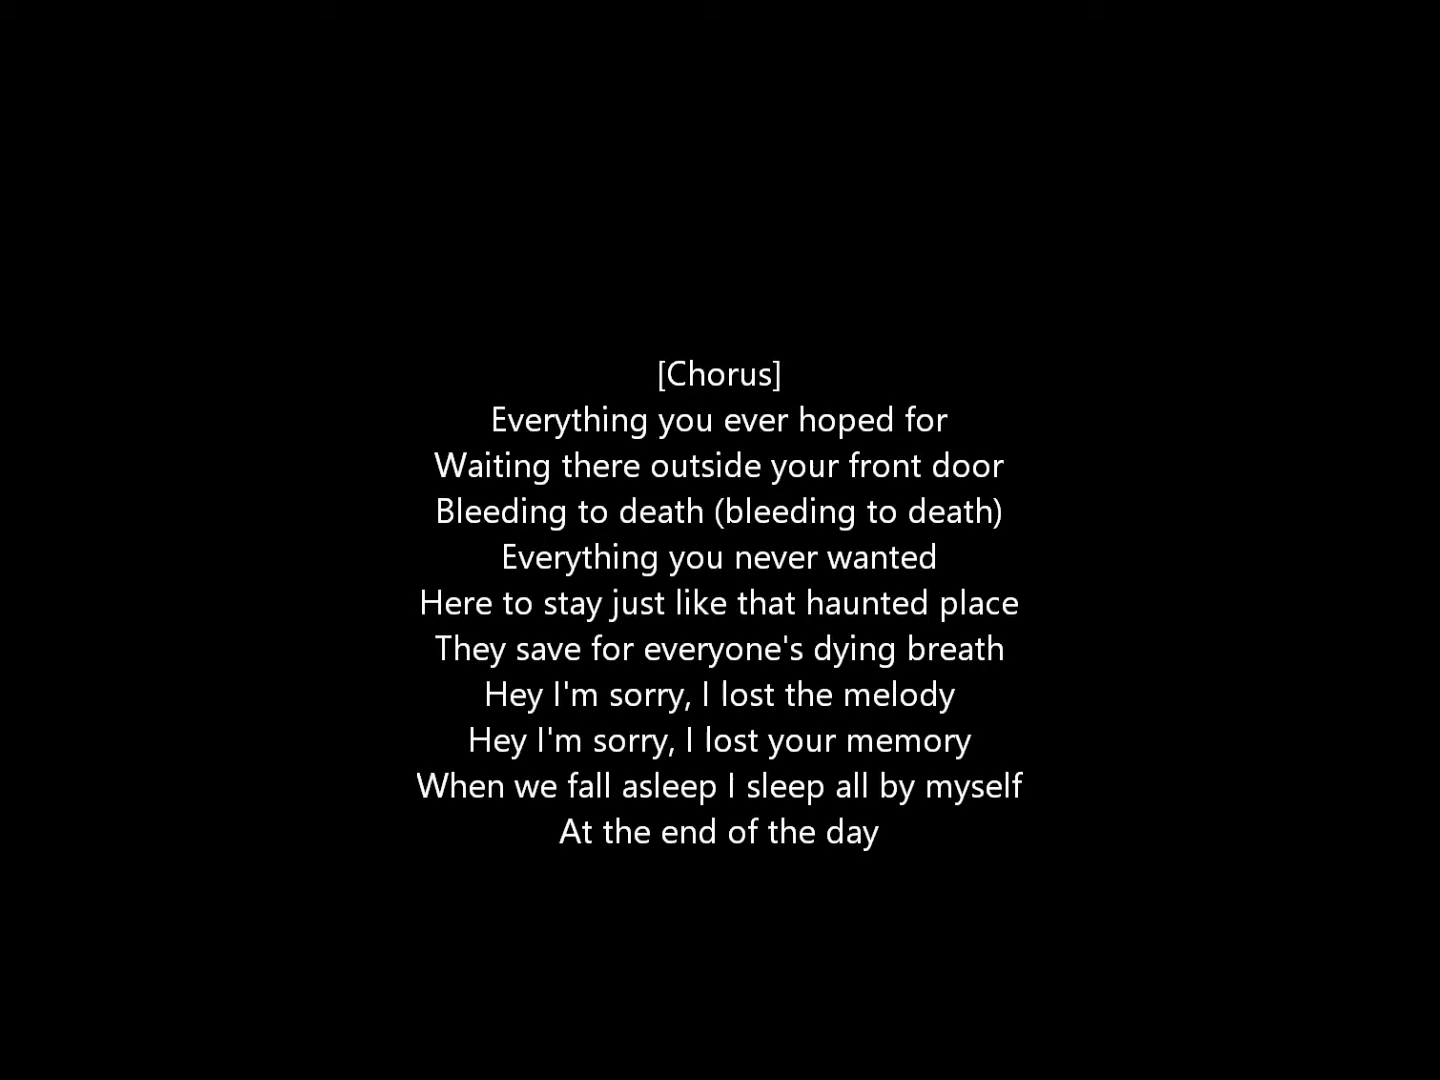 [Chorus]
Everything you ever hoped for
Waiting there outside your front door
Bleeding to death (bleeding to death)
Everything you never wanted
Here to stay just like that haunted place
They save for everyone's dying breath
Hey I'm sorry, I lost the melody
Hey I'm sorry, I lost your memory
When we fall asleep I sleep all by myself
At the end of the day